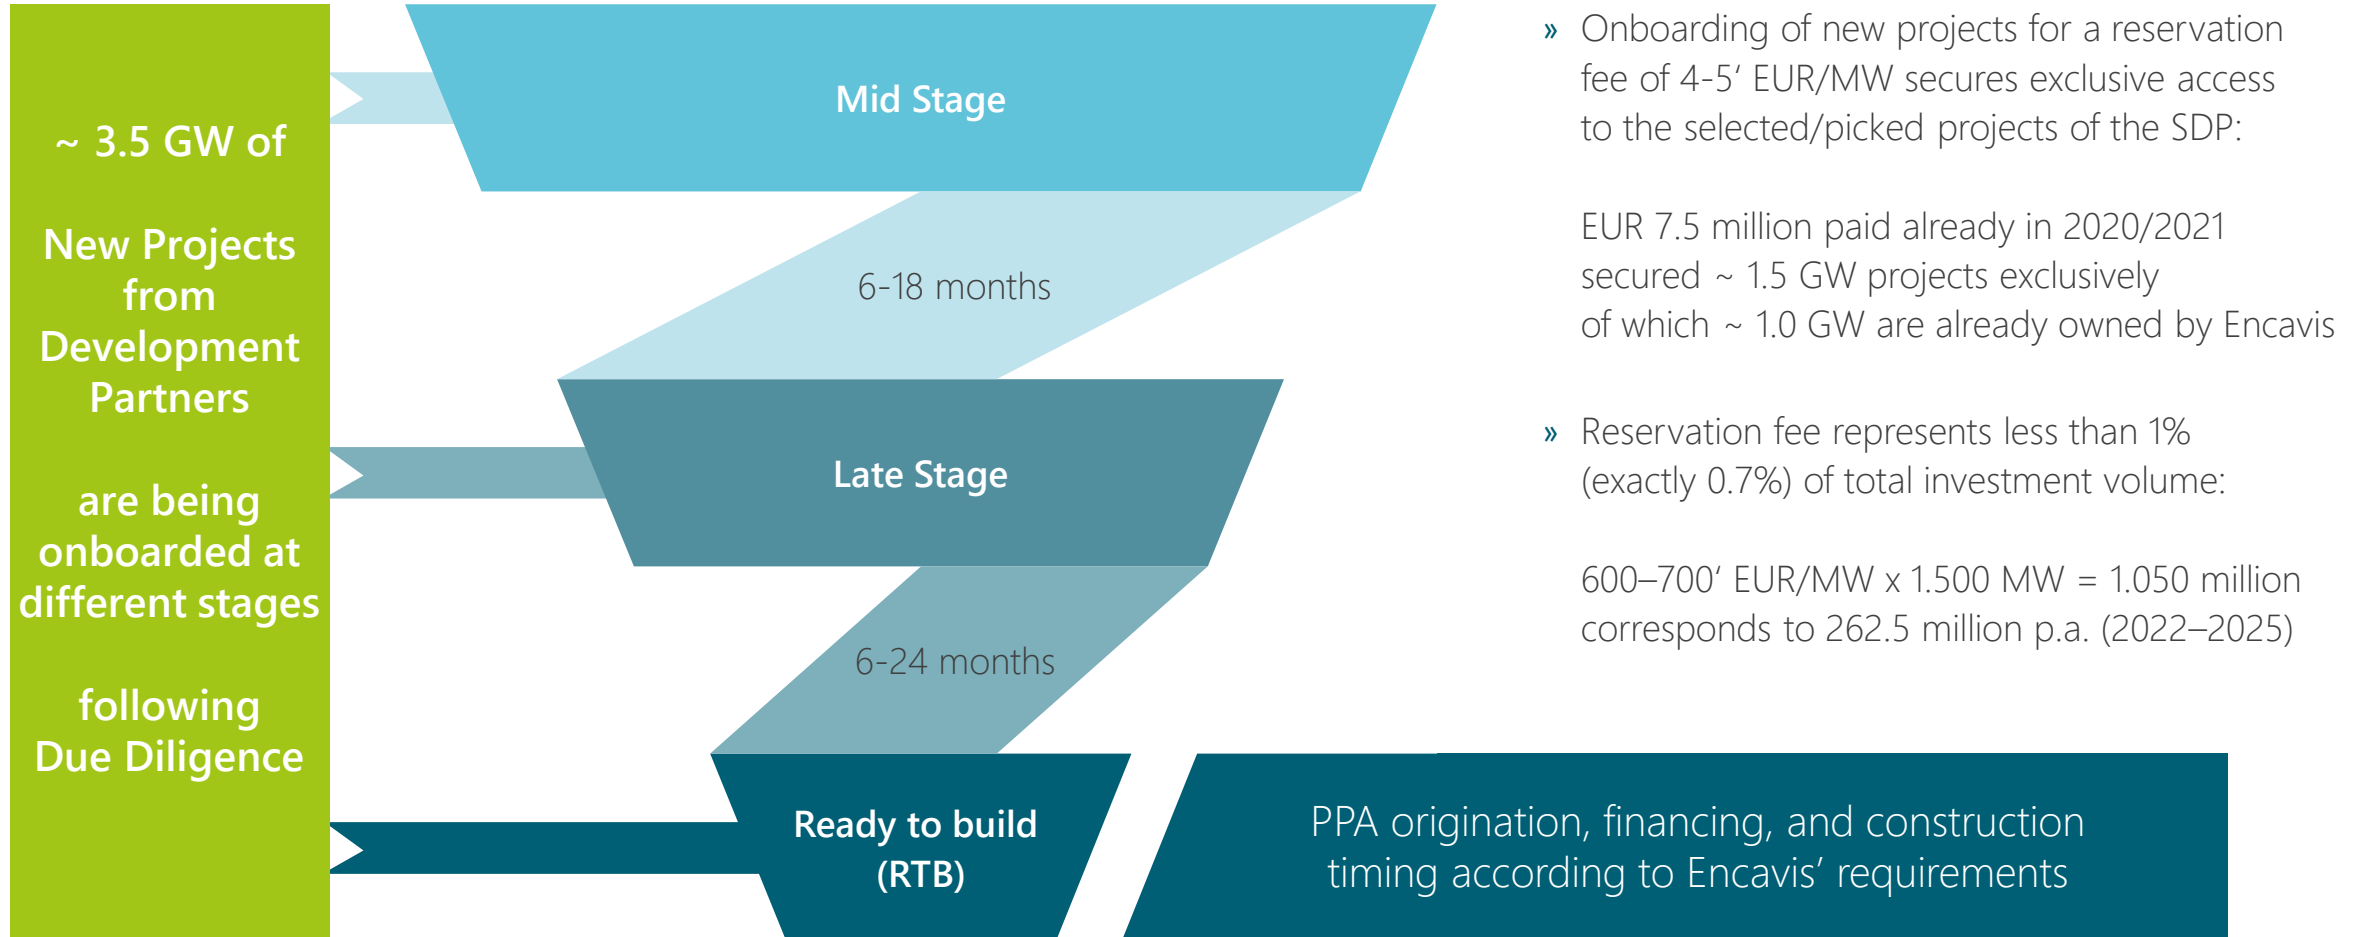 ~ 3.5 GW of
New Projects
from
Development
Partners
are being
onboarded at
different stages
following
Due Diligence
Mid Stage
6-18 months
Late Stage
6-24 months
Ready to build
(RTB)
» Onboarding of new projects for a reservation
fee of 4-5‘ EUR/MW secures exclusive access
to the selected/picked projects of the SDP:
EUR 7.5 million paid already in 2020/2021
secured ~ 1.5 GW projects exclusively
of which ~ 1.0 GW are already owned by Encavis
» Reservation fee represents less than 1%
(exactly 0.7%) of total investment volume:
600–700‘ EUR/MW x 1.500 MW = 1.050 million
corresponds to 262.5 million p.a. (2022–2025)
PPA origination, financing, and construction
timing according to Encavis’ requirements